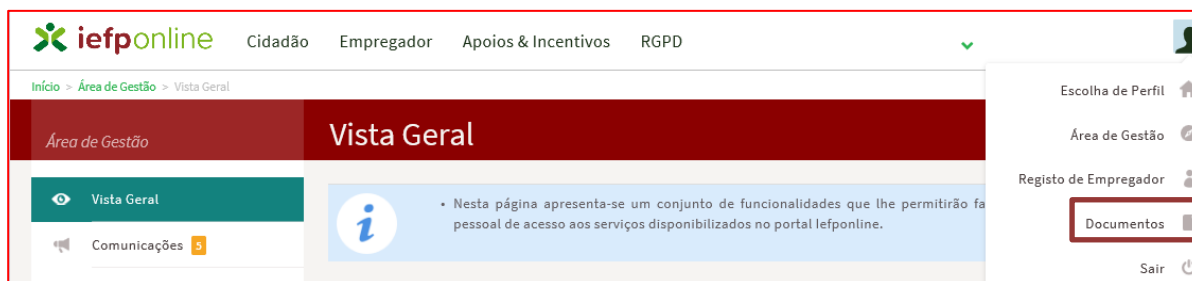 iefponline Cidadão Empregador Apoios & Incentivos RGPD
Início > Área de Gestão > Vista Geral
Área de Gestão
Vista Geral
Vista Geral
Comunicações 5
i
• Nesta página apresenta-se um conjunto de funcionalidades que lhe permitirão fa
pessoal de acesso aos serviços disponibilizados no portal Iefponline.
Escolha de Perfil
Área de Gestão
Registo de Empregador
Documentos
Sair